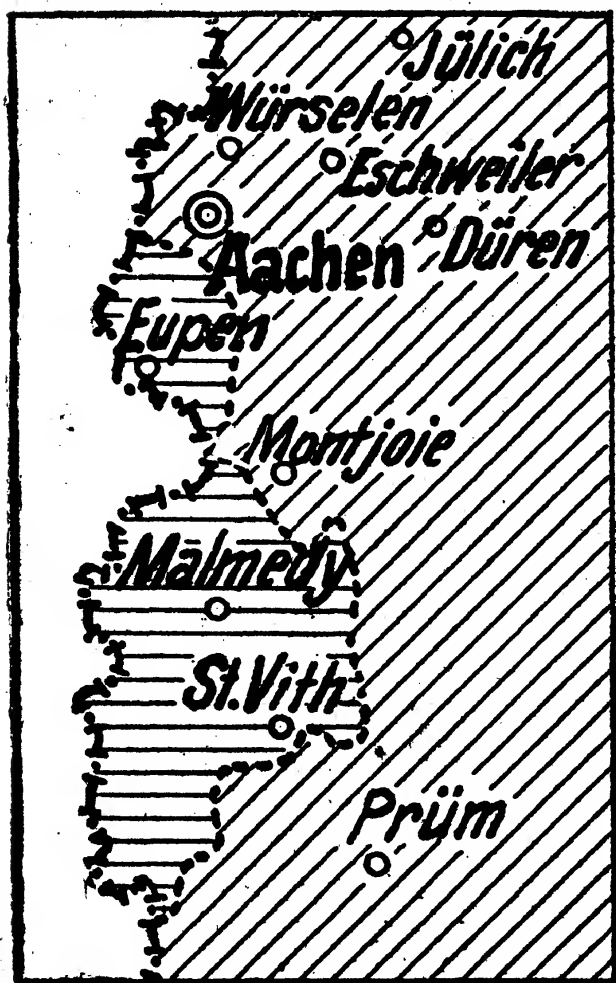 Jülich
Würselen
Eschweiler
Aachen
Düren
Eupen
Montjoie
Malmedy
St.Vith
Prüm